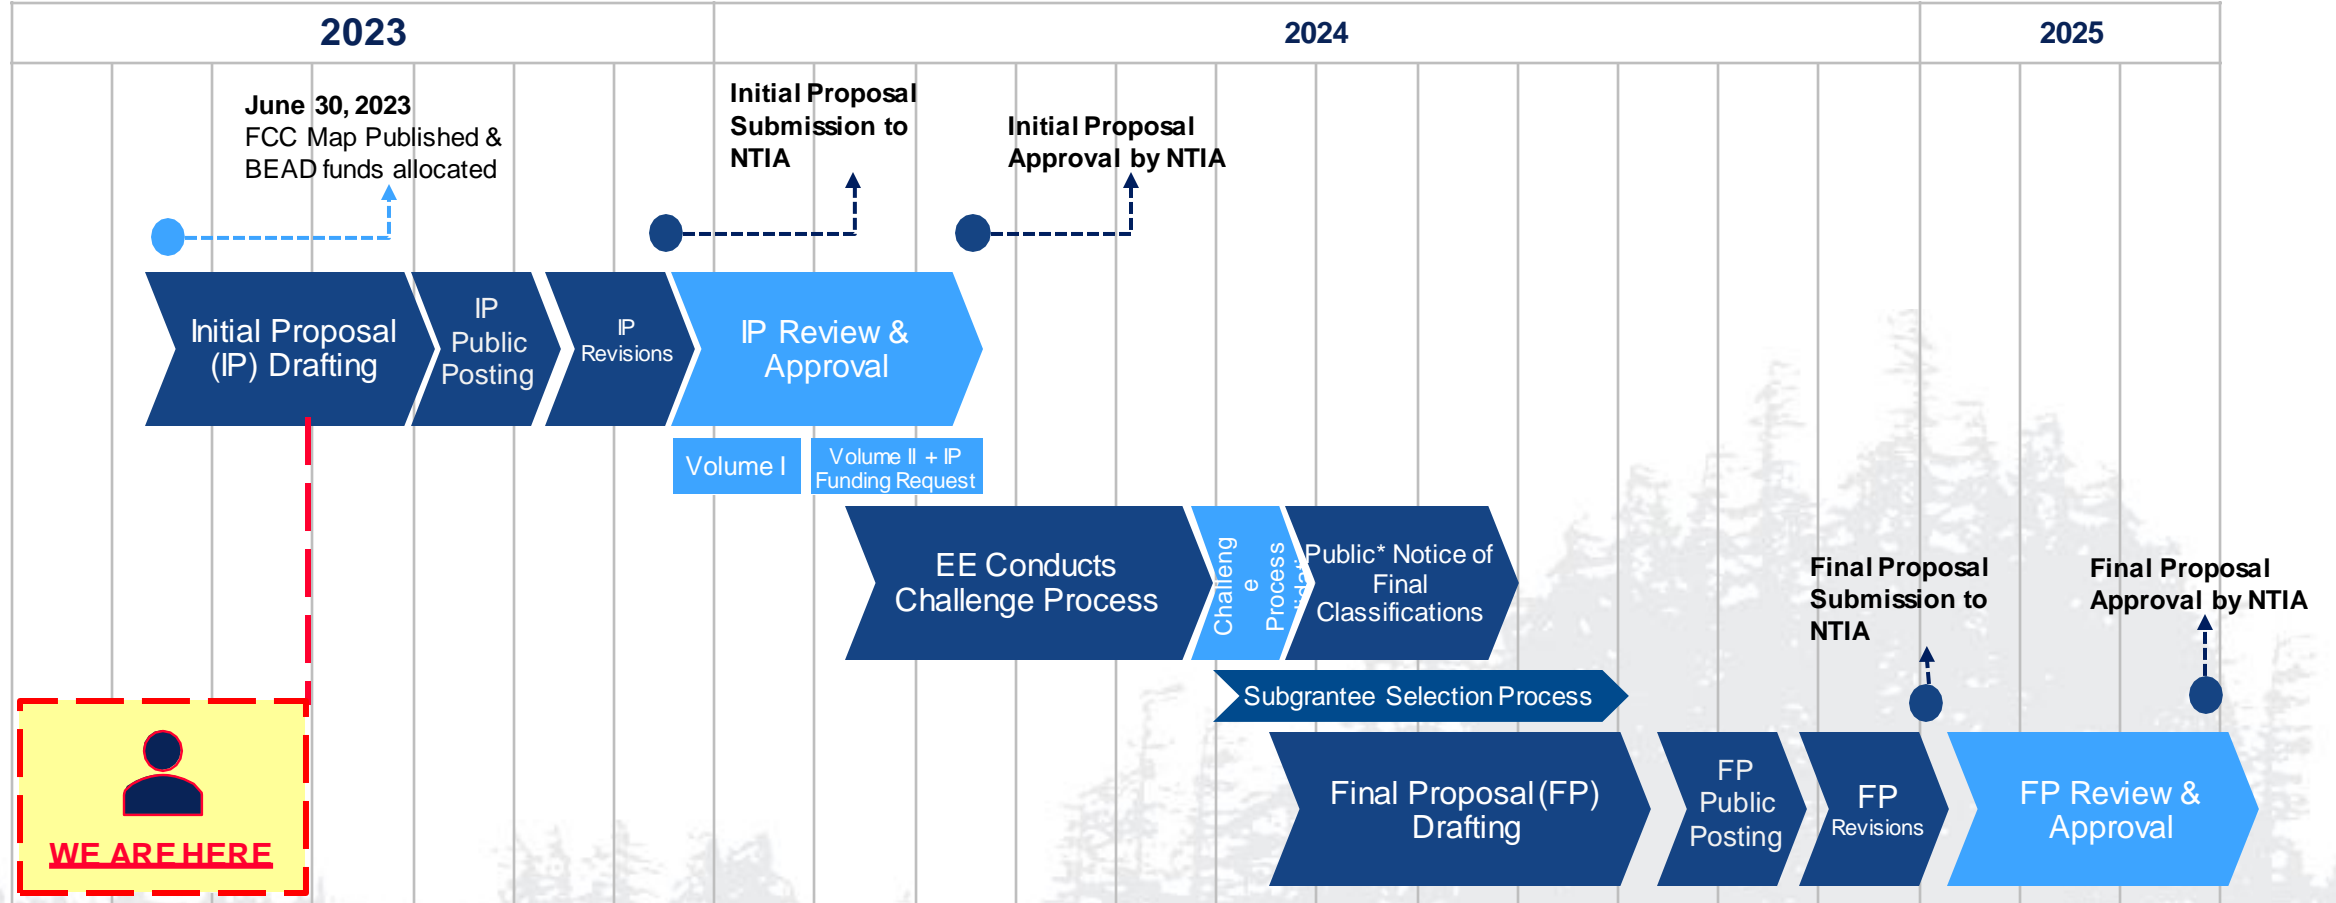 2023
2024
2025
June 30, 2023
FCC Map Published &
BEAD funds allocated
Initial Proposal
Submission to
NTIA
Initial Proposal
Approval by NTIA
Initial Proposal
(IP) Drafting
IP
Public
Posting
IP
Revisions
IP Review &
Approval
Volume I
Volume II + IP
Funding Request
EE Conducts
Challenge Process
Challeng
e
Process
Public* Notice of
Final
Classifications
Subgrantee Selection Process
Final Proposal
Submission to
NTIA
Final Proposal
Approval by NTIA
Final Proposal (FP)
Drafting
FP
Public
Posting
FP
Revisions
FP Review &
Approval
WE ARE HERE